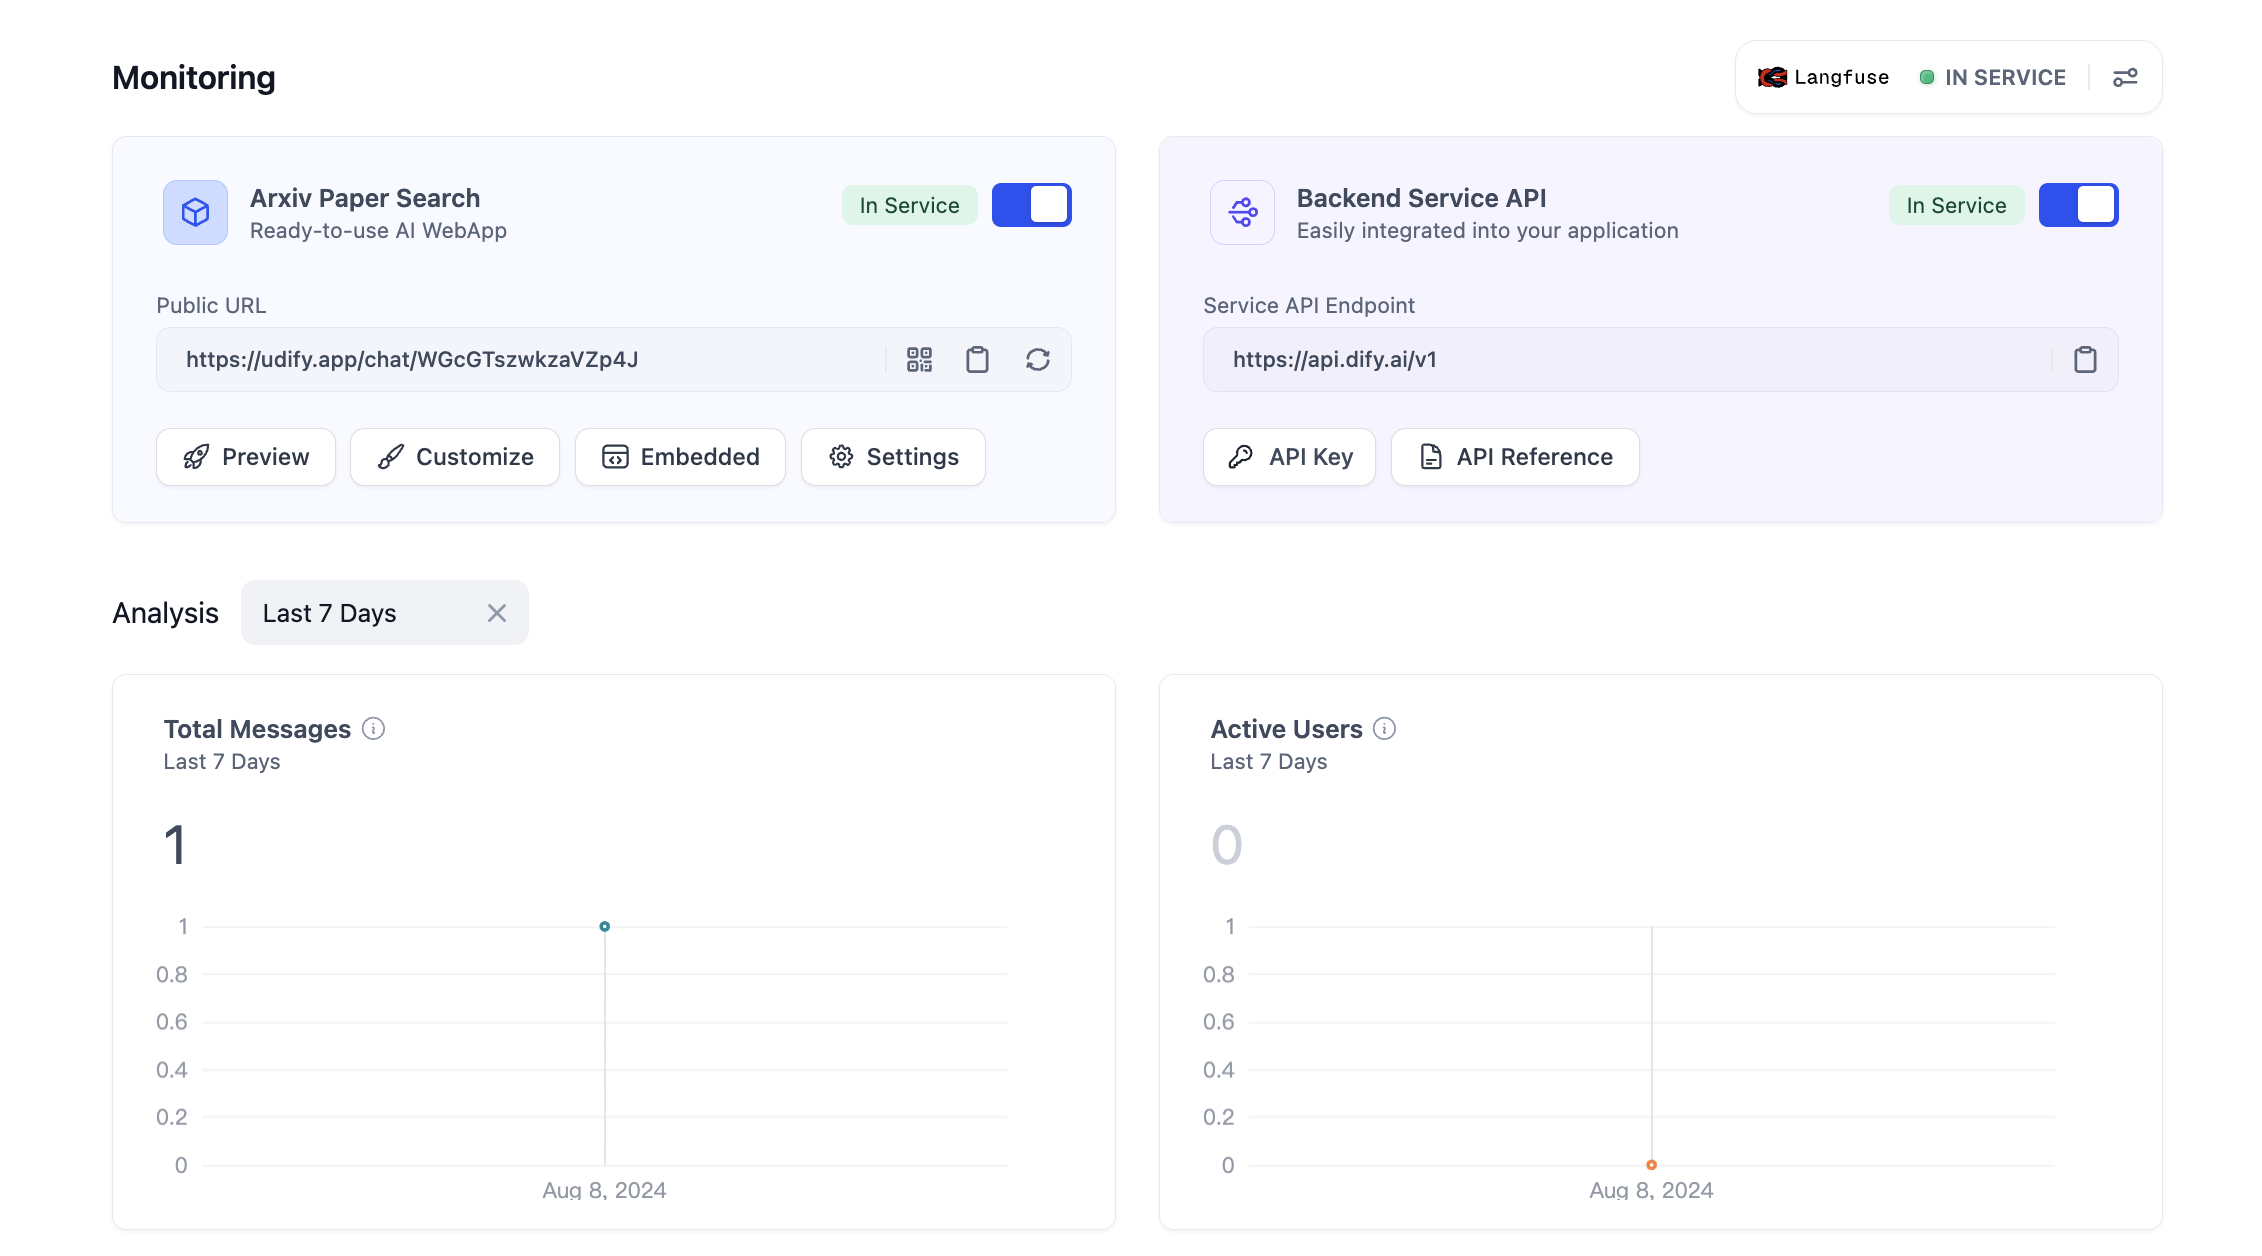 Monitoring
Langfuse
IN SERVICE
Arxiv Paper Search
Ready-to-use AI WebApp
In Service
Public URL
https://udify.app/chat/WGcGTszwkzaVZp4J
Preview
Customize
Embedded
Settings
Backend Service API
Easily integrated into your application
In Service
Service API Endpoint
https://api.dify.ai/v1
API Key
API Reference
Analysis
Last 7 Days
Total Messages
Last 7 Days
1
1
0.8
0.6
0.4
0.2
0
Aug 8, 2024
Active Users
Last 7 Days
0
1
0.8
0.6
0.4
0.2
0
Aug 8, 2024